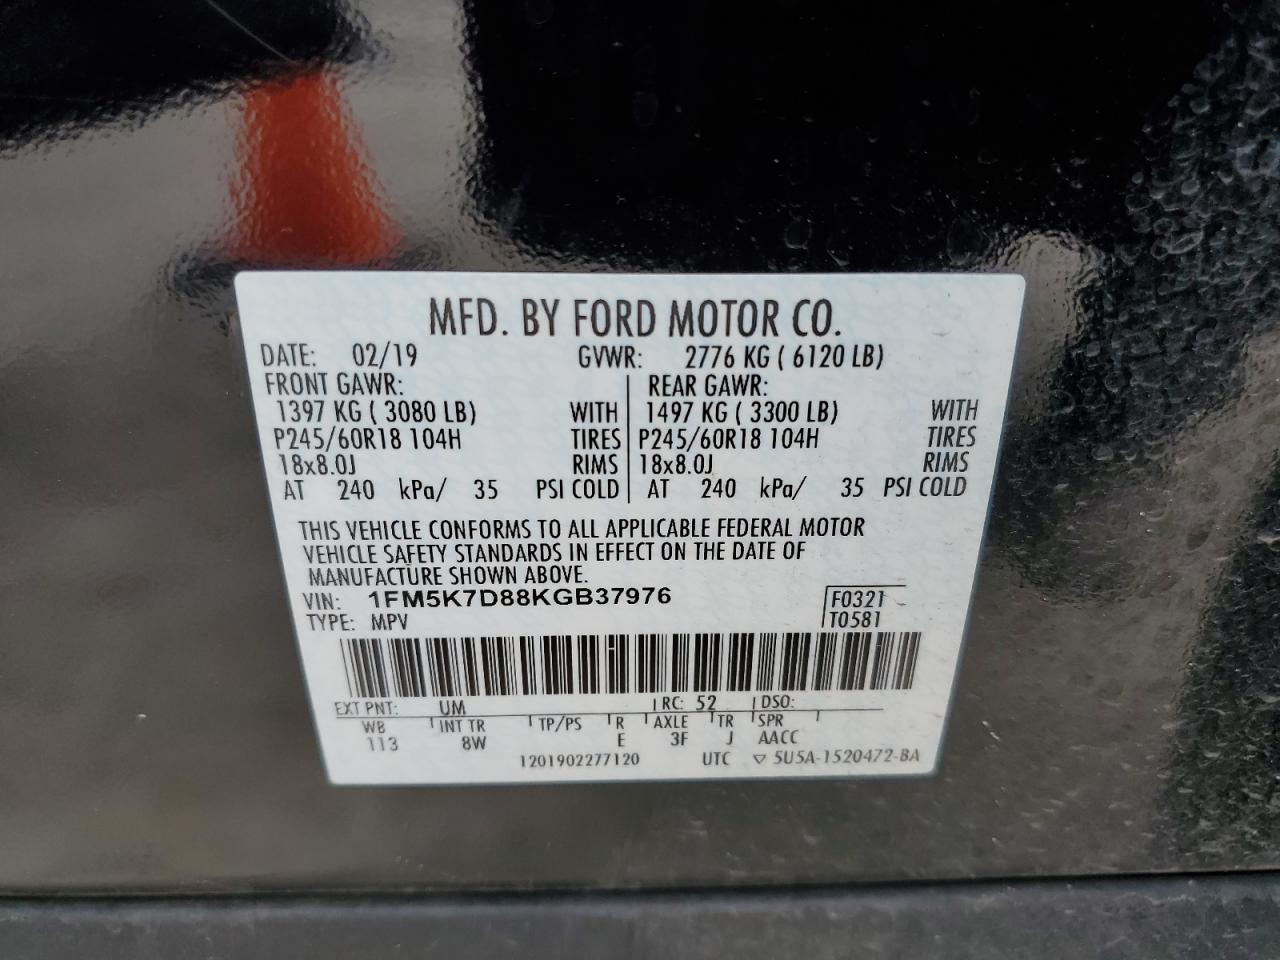 MFD. BY FORD MOTOR CO.
DATE: 02/19 GVWR: 2776 KG ( 6120 LB)
FRONT GAWR: REAR GAWR:
1397 KG ( 3080 LB) WITH 1497 KG ( 3300 LB) WITH
P245/60R18 104H TIRES P245/60R18 104H TIRES
18x8.0J RIMS 18x8.0J RIMS
AT 240 kPa/ 35 PSI COLD AT 240 kPa/ 35 PSI COLD
THIS VEHICLE CONFORMS TO ALL APPLICABLE FEDERAL MOTOR
VEHICLE SAFETY STANDARDS IN EFFECT ON THE DATE OF
MANUFACTURE SHOWN ABOVE.
VIN: 1FM5K7D88KGB37976 F0321
TYPE: MPV T0581
EXT PNT: UM RC: 52 DSO:
WB INT TR TP/PS R AXLE TR SPR
113 8W E 3F J AACC
1201902277120 UTC ▽ 5U5A-1520472-BA